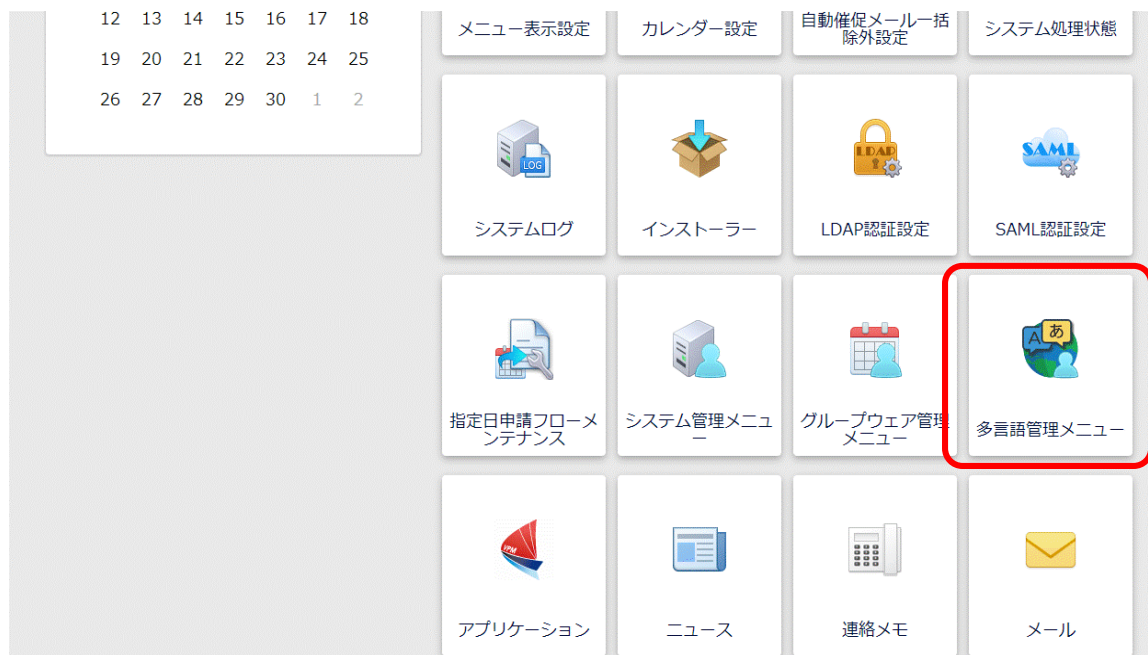 12 13 14 15 16 17 18
19 20 21 22 23 24 25
26 27 28 29 30 1 2
メニュー表示設定
カレンダー設定
自動催促メール一括
除外設定
システム処理状態
LOG
システムログ
インストーラー
LDAP
LDAP認証設定
SAML
SAML認証設定
指定日申請フローメ
ンテナンス
システム管理メニュ
ー
グループウェア管理
メニュー
A あ
多言語管理メニュー
VPM
アプリケーション
ニュース
連絡メモ
メール